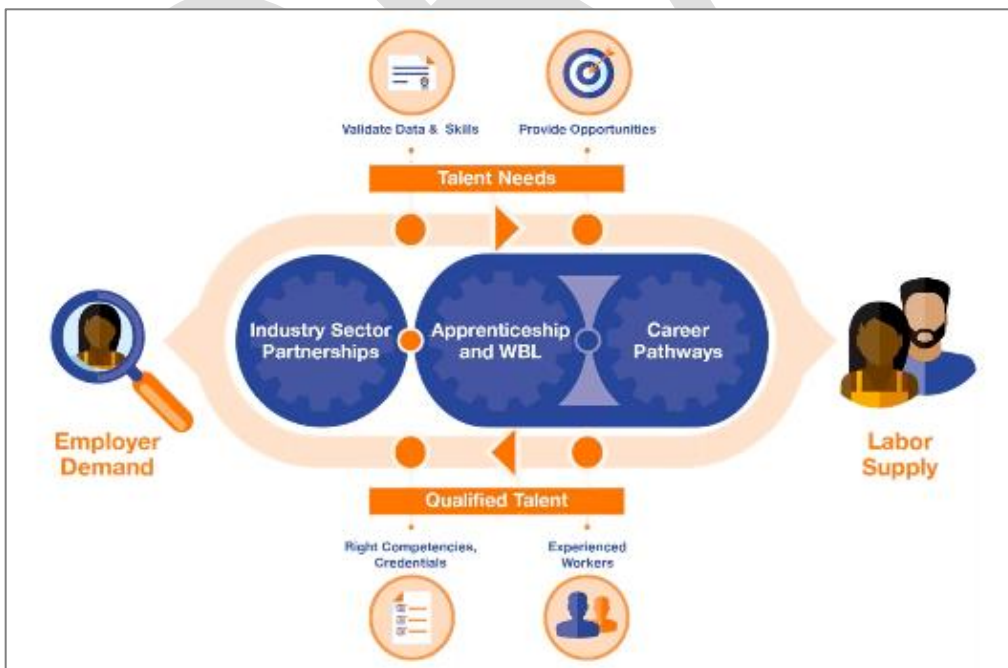 Validate Data & Skills
Provide Opportunities
Talent Needs
Industry Sector
Partnerships
Apprenticeship
and WBL
Career
Pathways
Employer
Demand
Labor
Supply
Qualified Talent
Right Competencies,
Credentials
Experienced
Workers